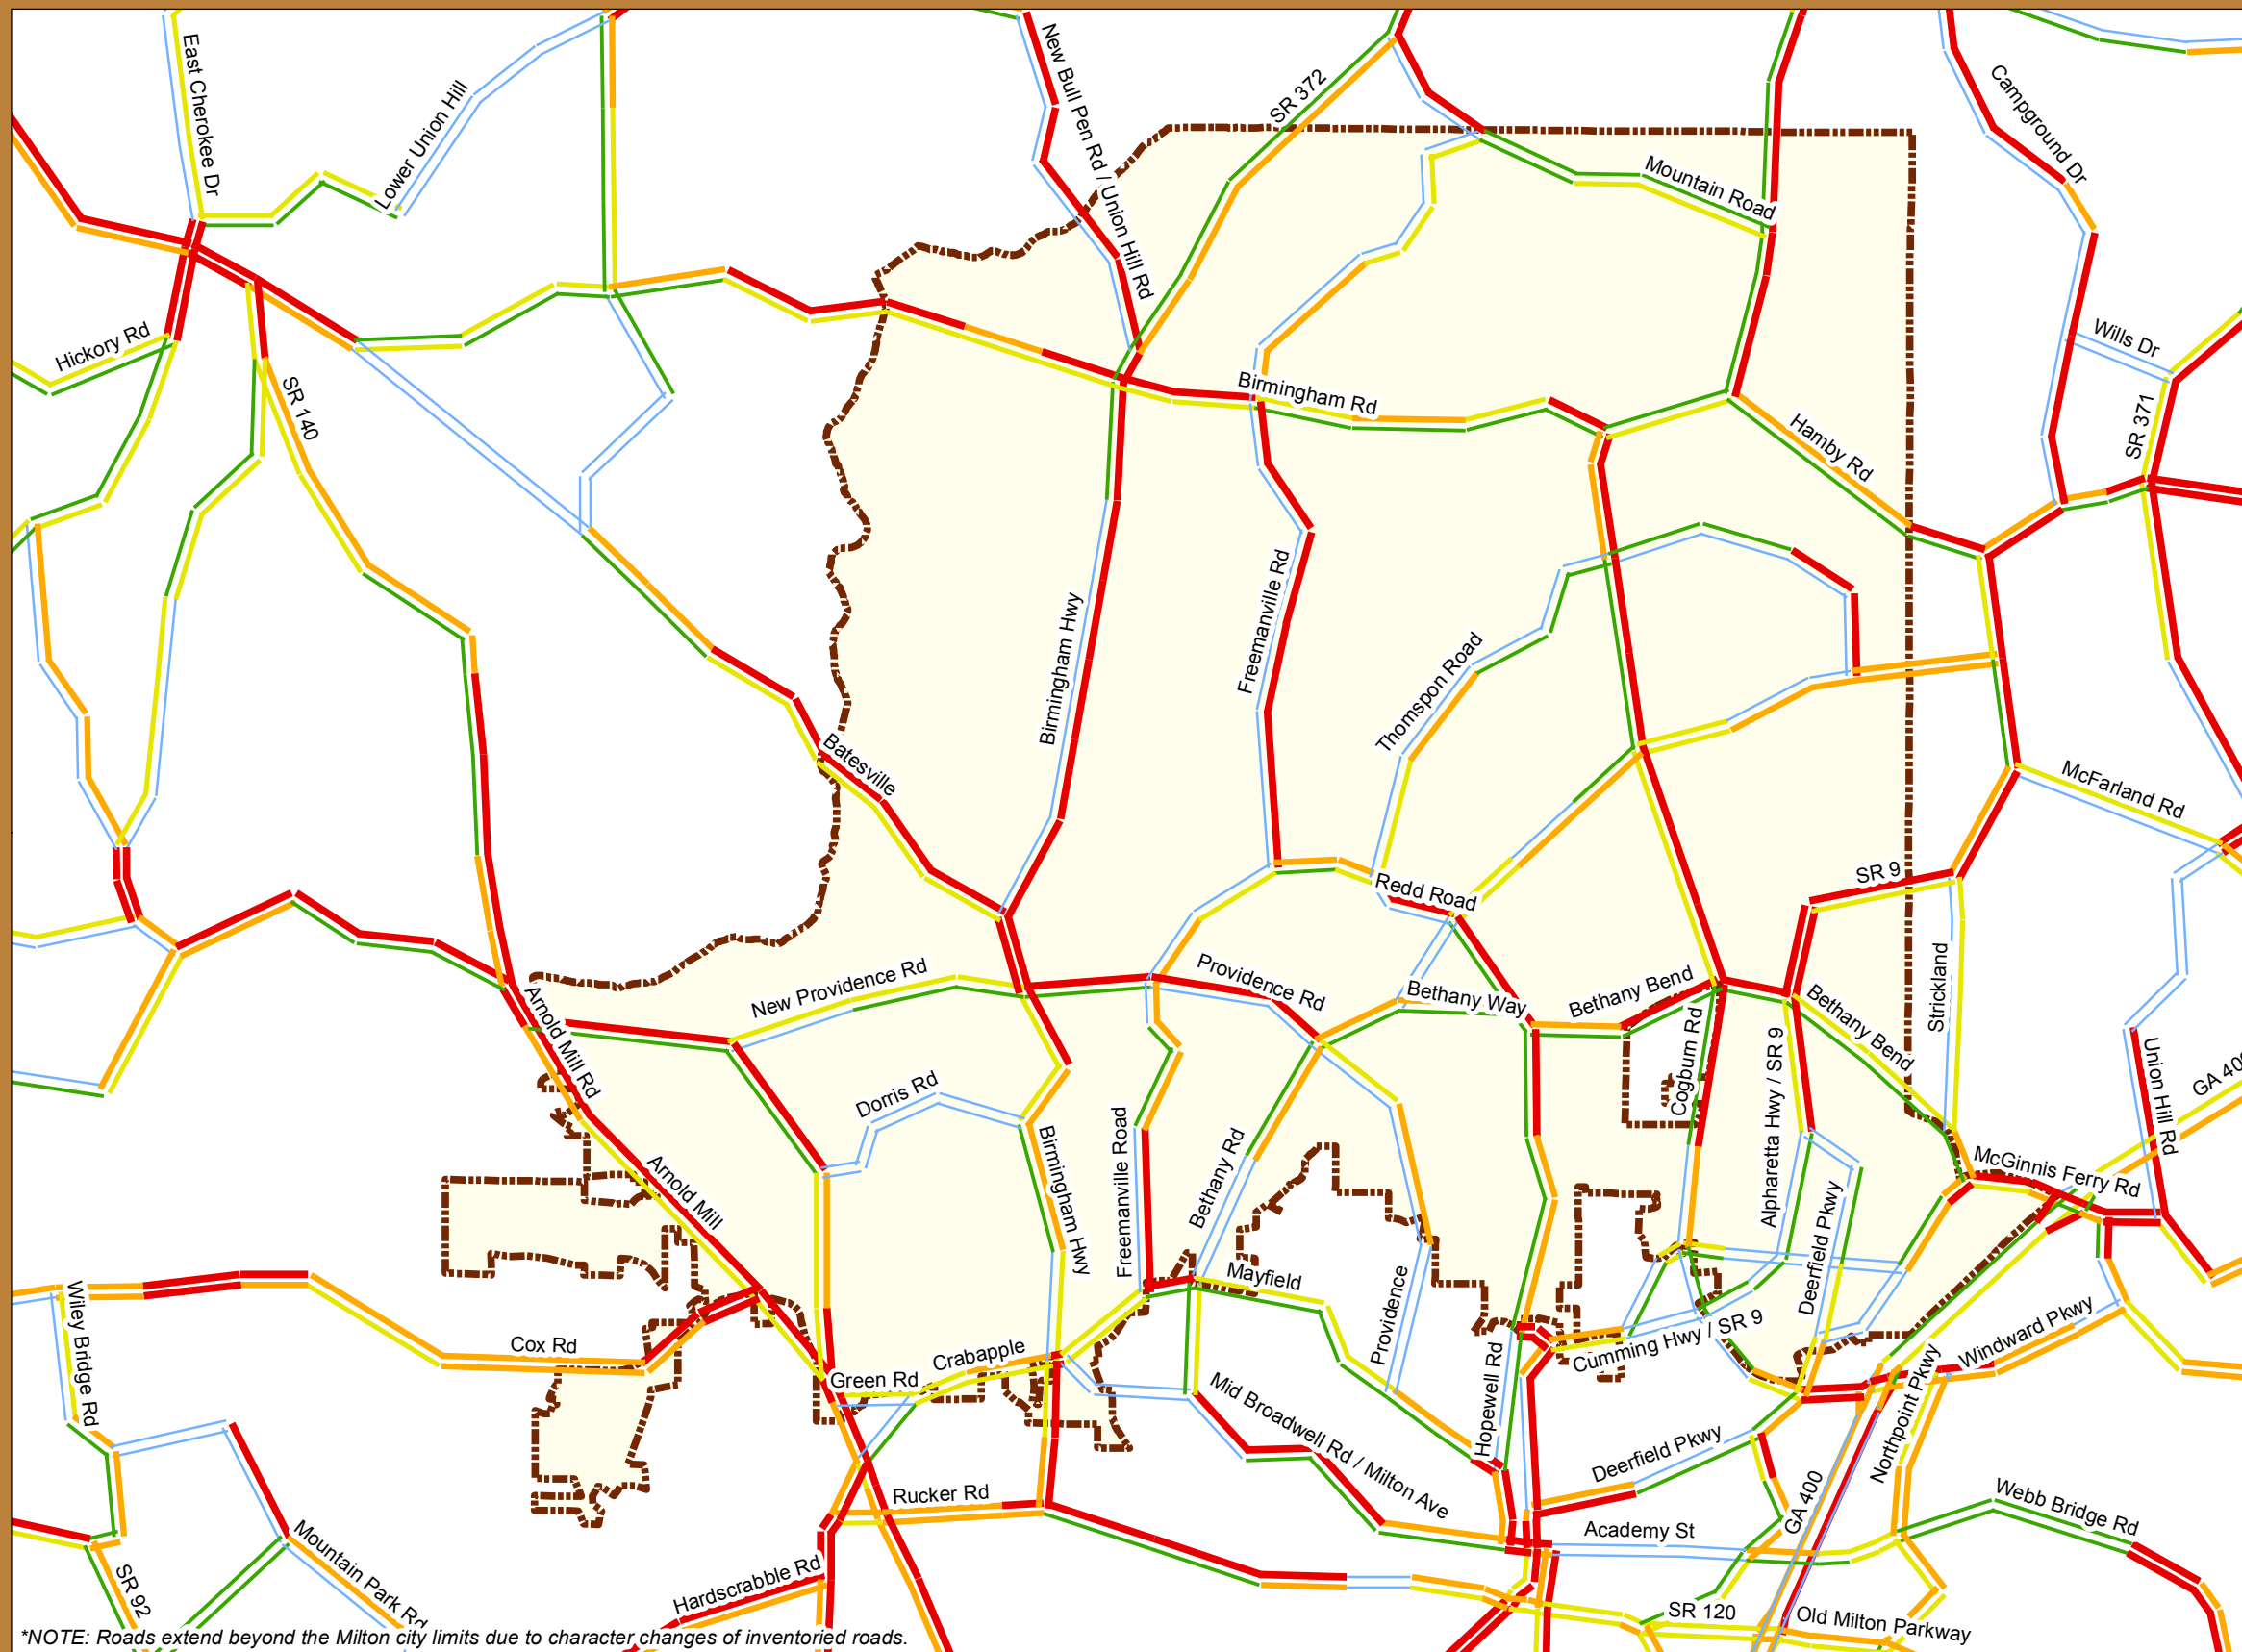 East Cherokee Dr
Lower Union Hill
New Bull Pen Rd / Union Hill Rd
SR 372
Campground Dr
Mountain Road
Hickory Rd
Wills Dr
SR 140
Birmingham Rd
SR 371
Hamby Rd
Freemanville Rd
Birmingham Hwy
Thomspon Road
Batesville
McFarland Rd
SR 9
Redd Road
New Providence Rd
Providence Rd
Bethany Way
Bethany Bend
Bethany Bend
Strickland
Arnold Mill Rd
Cogburn Rd
Alpharetta Hwy / SR 9
Union Hill Rd
GA 400
Dorris Rd
Freemanville Road
Bethany Rd
Birmingham Hwy
McGinnis Ferry Rd
Arnold Mill
Deerfield Pkwy
Mayfield
Providence
Wiley Bridge Rd
Cox Rd
Crabapple
Green Rd
Cumming Hwy / SR 9
Windward Pkwy
Hopewell Rd
Mid Broadwell Rd / Milton Ave
Northpoint Pkwy
Deerfield Pkwy
GA 400
Rucker Rd
Academy St
Webb Bridge Rd
Mountain Park Rd
SR 92
Hardscrabble Rd
SR 120
Old Milton Parkway
*NOTE: Roads extend beyond the Milton city limits due to character changes of inventoried roads.